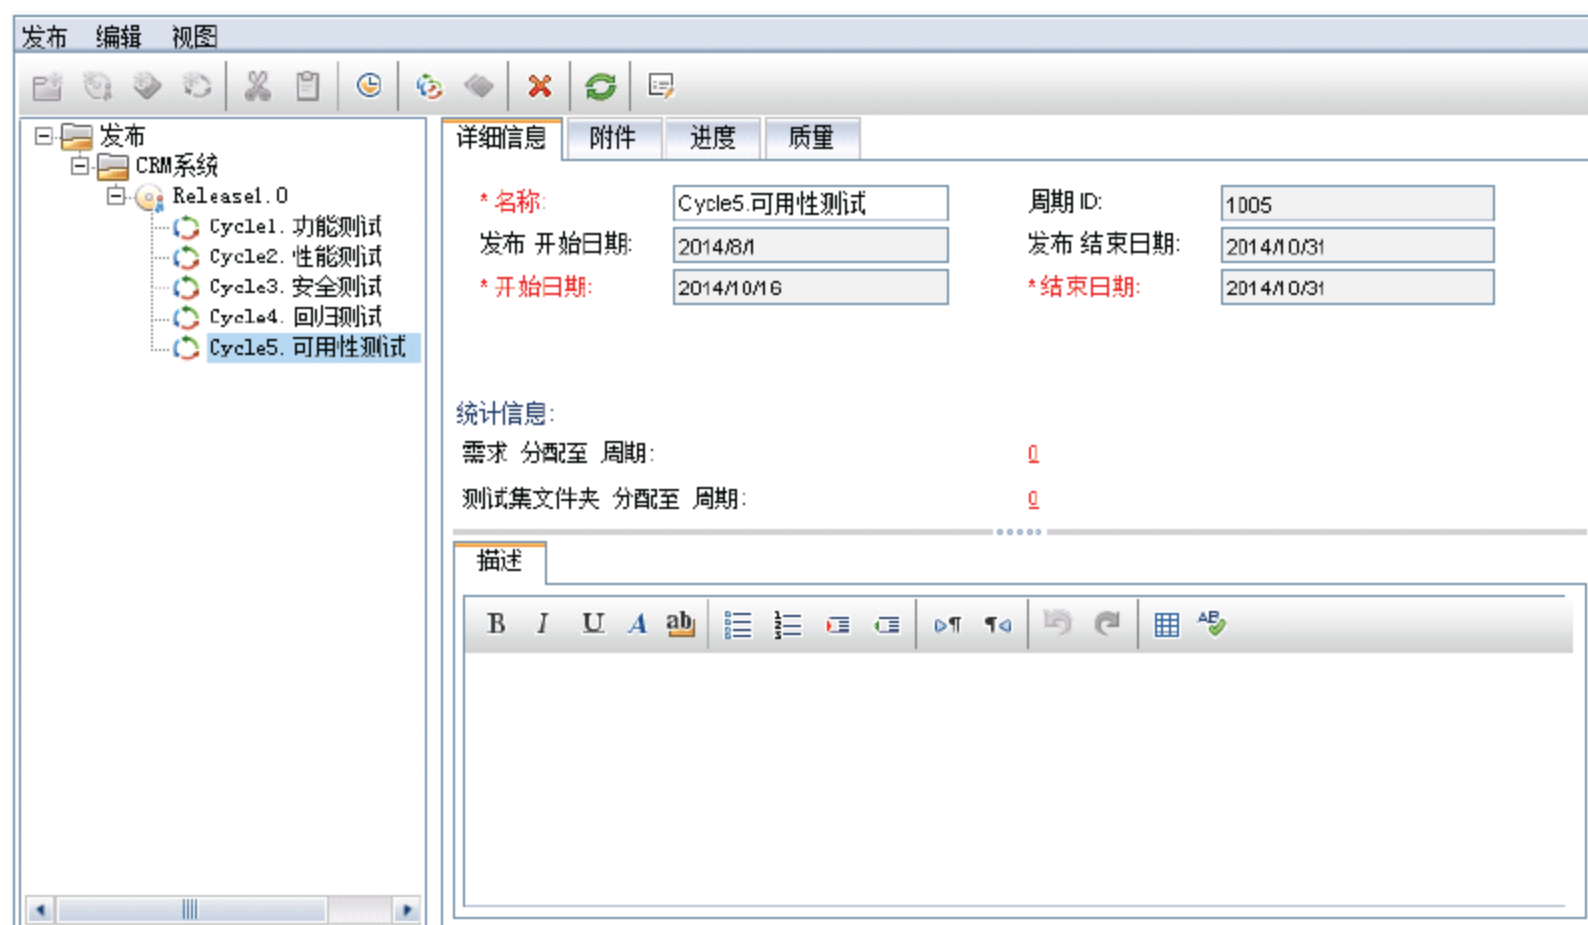 发布 编辑 视图
发布
CRM系统
Release1.0
Cycle1.功能测试
Cycle2.性能测试
Cycle3.安全测试
Cycle4.回归测试
Cycle5.可用性测试
详细信息 附件 进度 质量
*名称: Cycle5.可用性测试 周期 ID: 1005
发布 开始日期: 2014/8/1 发布 结束日期: 2014/10/31
*开始日期: 2014/10/16 *结束日期: 2014/10/31
统计信息:
需求 分配至 周期: 0
测试集文件夹 分配至 周期: 0
描述
B I U A ab